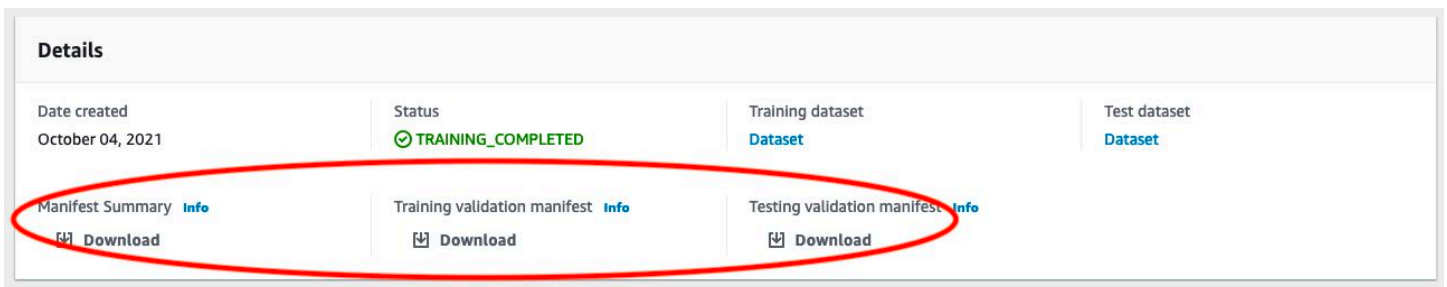 Details
Date created
October 04, 2021
Status
TRAINING_COMPLETED
Training dataset
Dataset
Test dataset
Dataset
Manifest Summary Info
Download
Training validation manifest Info
Download
Testing validation manifest Info
Download